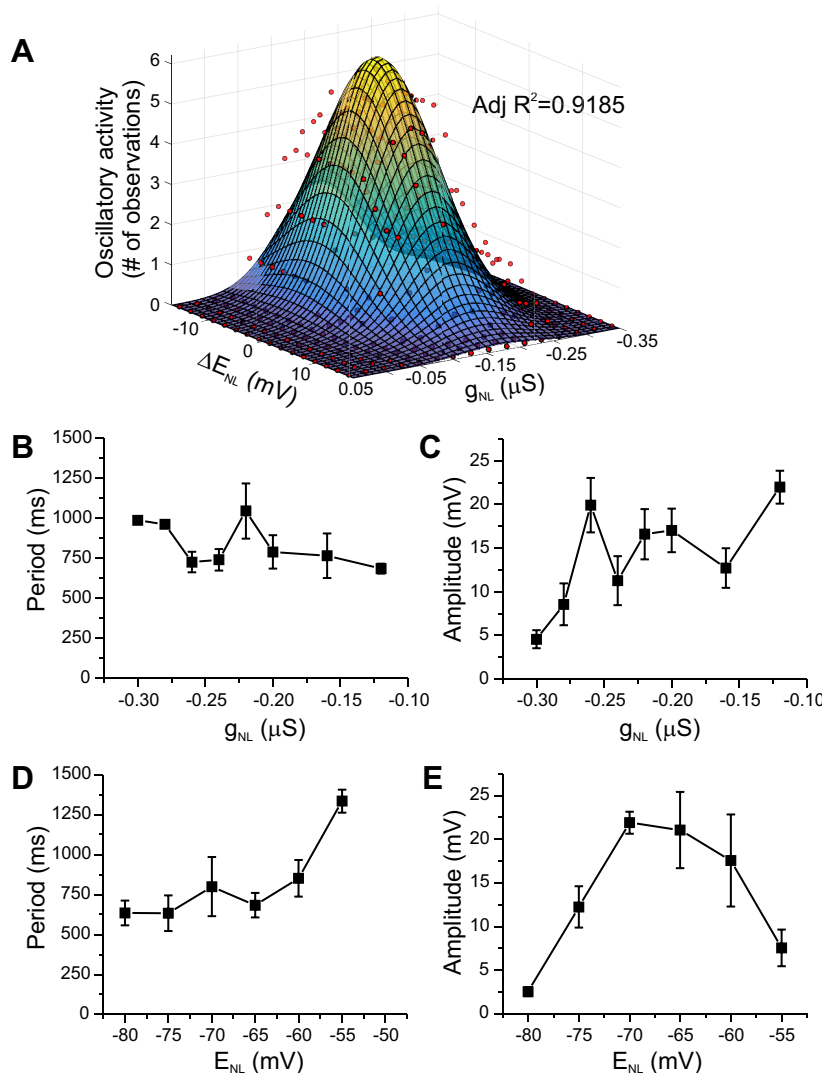 A
Adj R²=0.9185
Oscillatory activity
(# of observations)
6
5
4
3
2
1
0
-10
0
10
ΔE_NL (mV)
0.05
-0.05
-0.15
-0.25
-0.35
g_NL (μS)
B
Period (ms)
1500
1250
1000
750
500
250
0
-0.30 -0.25 -0.20 -0.15 -0.10
g_NL (μS)
C
Amplitude (mV)
25
20
15
10
5
0
-0.30 -0.25 -0.20 -0.15 -0.10
g_NL (μS)
D
Period (ms)
1500
1250
1000
750
500
250
0
-80 -75 -70 -65 -60 -55 -50
E_NL (mV)
E
Amplitude (mV)
25
20
15
10
5
0
-80 -75 -70 -65 -60 -55
E_NL (mV)